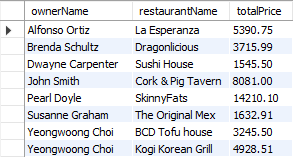 ownerName restaurantName totalPrice
Alfonso Ortiz La Esperanza 5390.75
Brenda Schultz Dragonlicious 3715.99
Dwayne Carpenter Sushi House 1545.50
John Smith Cork & Pig Tavern 8081.00
Pearl Doyle SkinnyFats 14210.10
Susanne Graham The Original Mex 1632.91
Yeongwoong Choi BCD Tofu house 3245.50
Yeongwoong Choi Kogi Korean Grill 4928.51